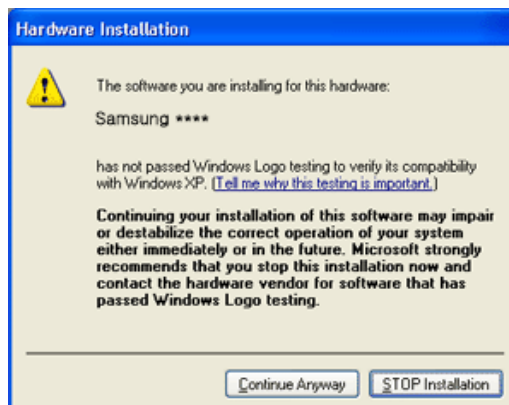 Hardware Installation
The software you are installing for this hardware:
Samsung ****
has not passed Windows Logo testing to verify its compatibility
with Windows XP. (Tell me why this testing is important.)
Continuing your installation of this software may impair
or destabilize the correct operation of your system
either immediately or in the future. Microsoft strongly
recommends that you stop this installation now and
contact the hardware vendor for software that has
passed Windows Logo testing.
Continue Anyway STOP Installation